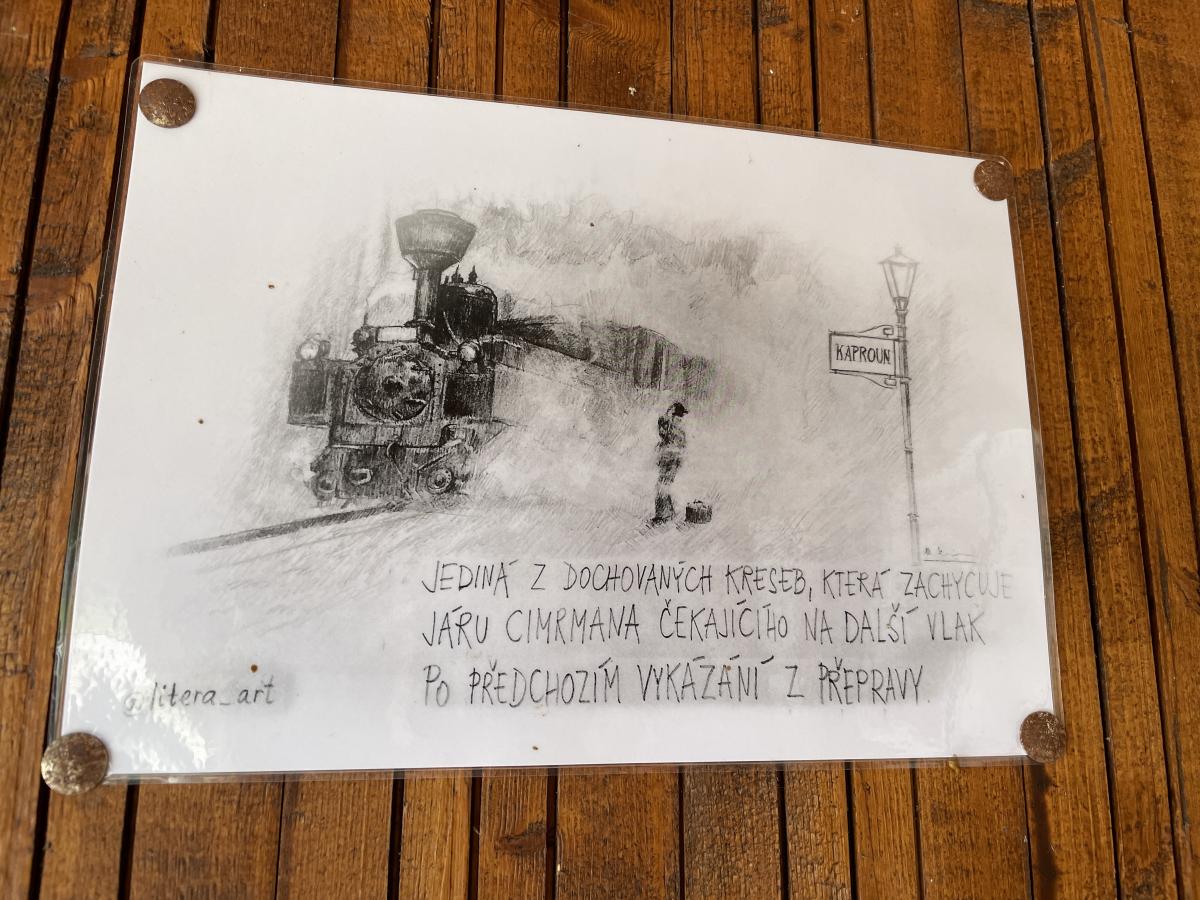 KAPROUN
JEDINÁ Z DOCHOVANÝCH KRESEB, KTERÁ ZACHYCUJE
JÁRU CIMRMANA ČEKAJÍCÍHO NA DALŠÍ VLAK
PO PŘEDCHOZÍM VYKÁZÁNÍ Z PŘEPRAVY.
@litera_art